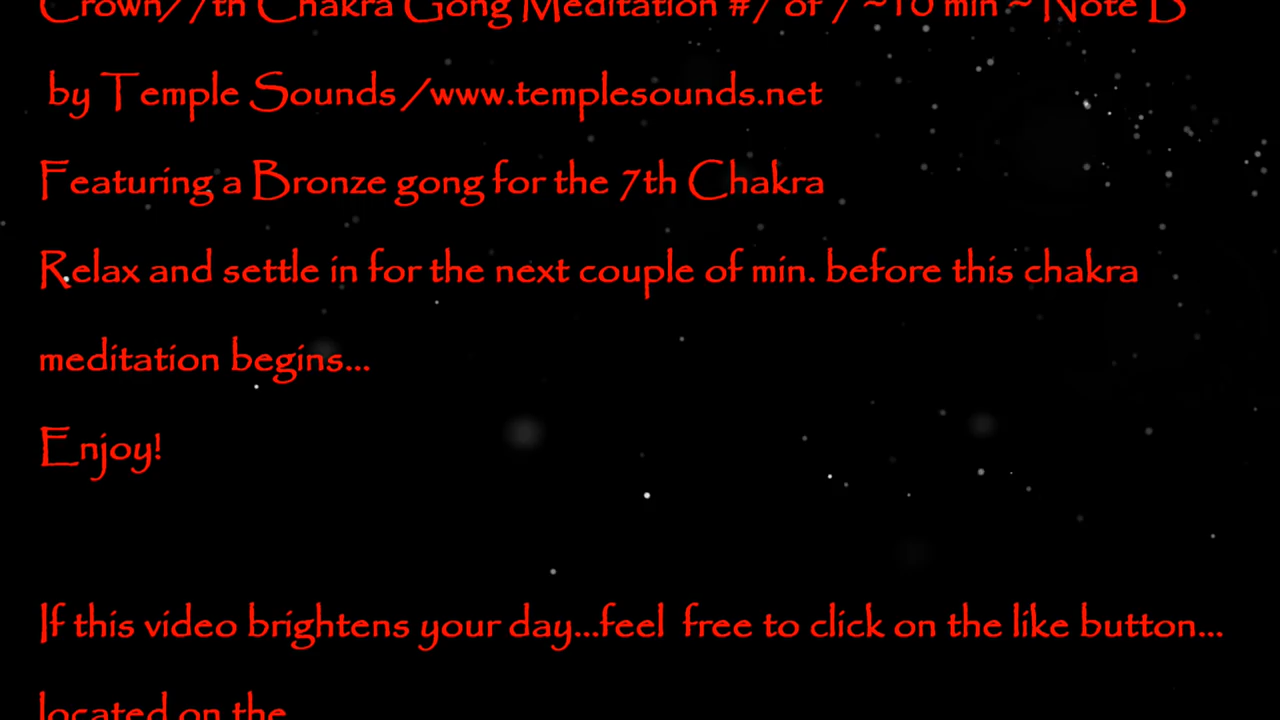 Crown/7th Chakra Gong Meditation #7 of 7 ~10 min ~ Note B
by Temple Sounds /www.templesounds.net
Featuring a Bronze gong for the 7th Chakra
Relax and settle in for the next couple of min. before this chakra
meditation begins...
Enjoy!
If this video brightens your day...feel free to click on the like button...
located on the